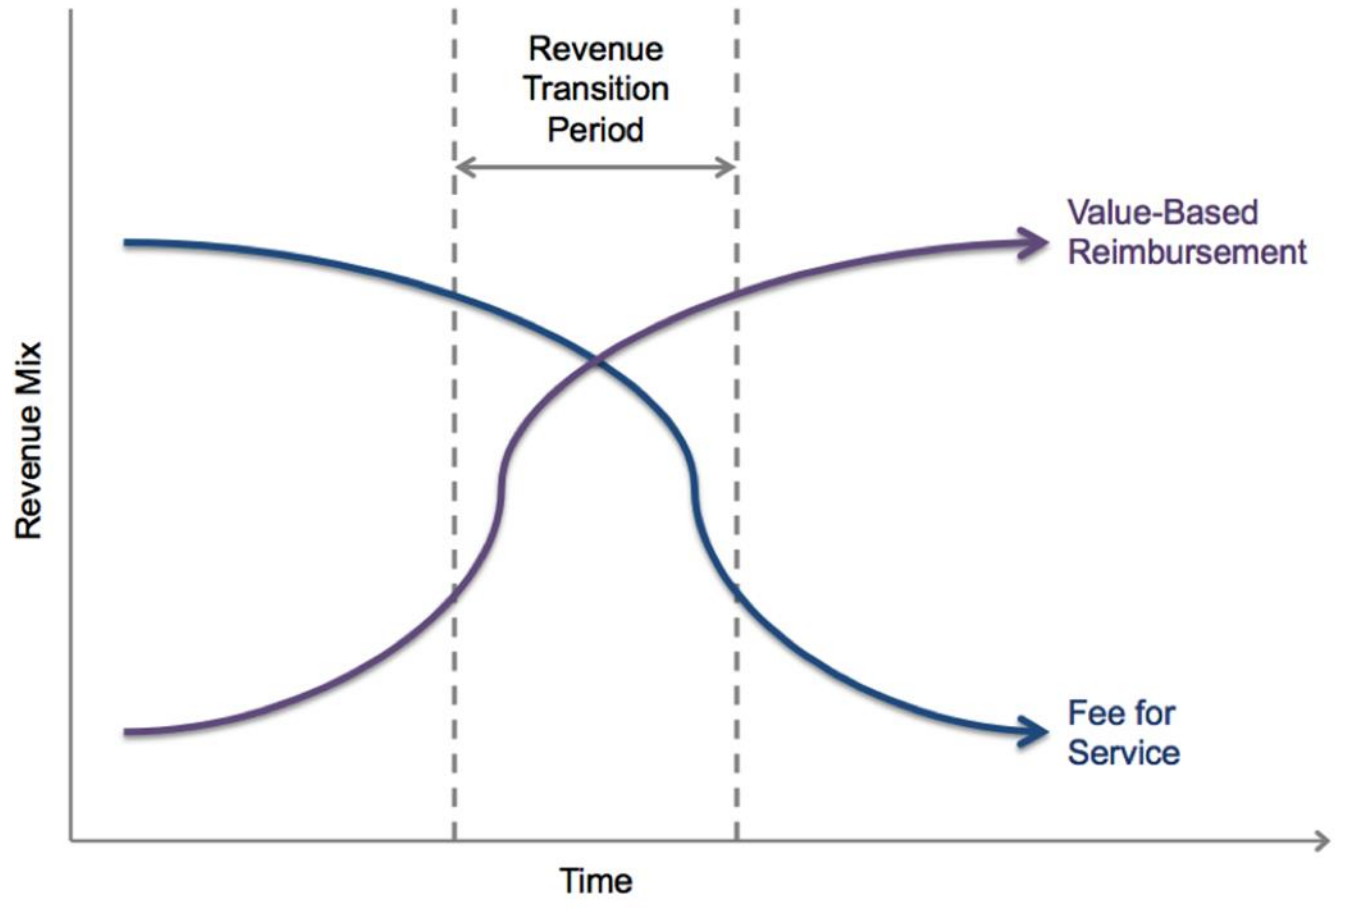 Revenue
Transition
Period
Value-Based
Reimbursement
Revenue Mix
Fee for
Service
Time